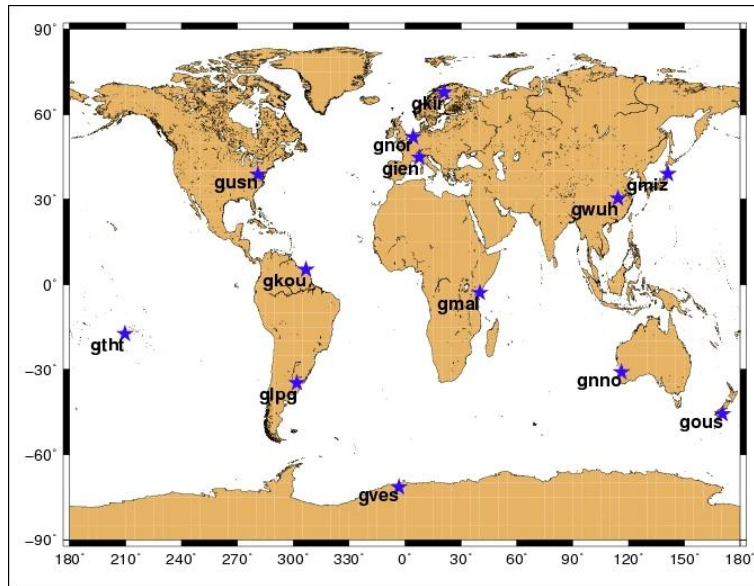 90°
60°
30°
0°
−30°
−60°
−90°
gkir
gnor
gien
gusn
gmiz
gwuh
gkou
gmal
gtht
gnno
glpg
gous
gves
180 210° 240° 270° 300° 330° 0° 30° 60° 90° 120° 150° 180